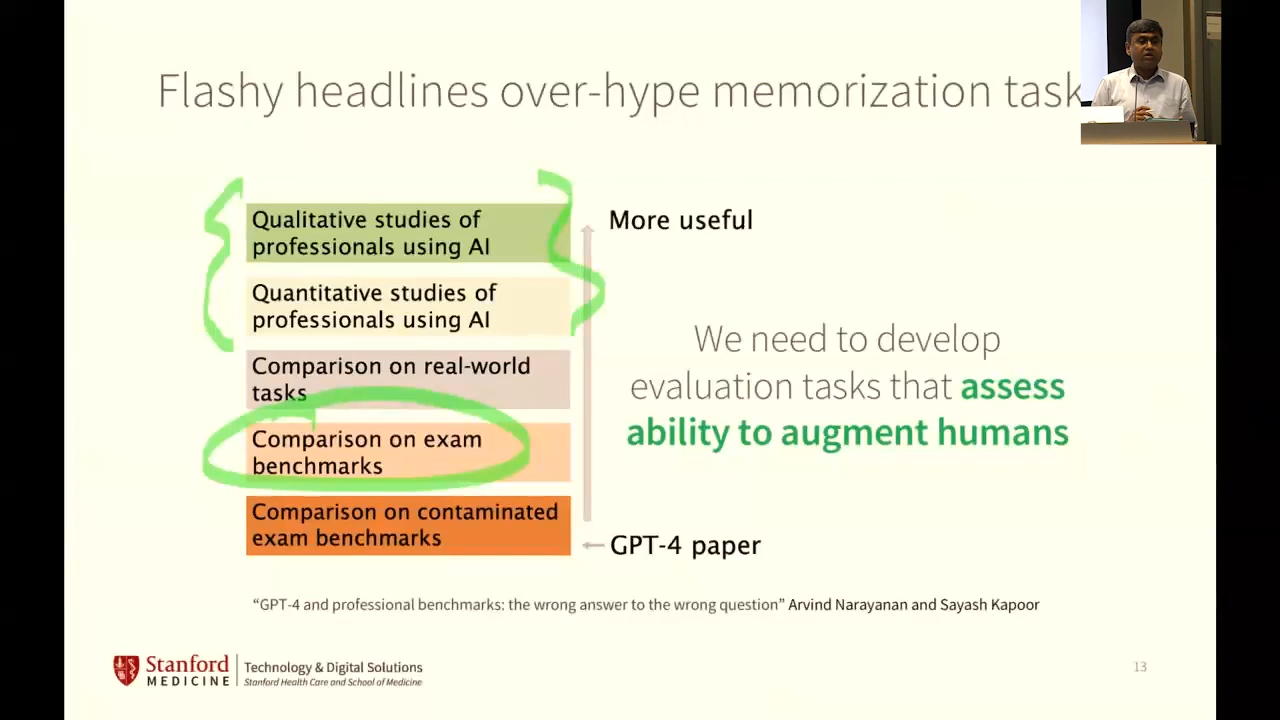 Flashy headlines over-hype memorization task
Qualitative studies of
professionals using AI
More useful
Quantitative studies of
professionals using AI
Comparison on real-world
tasks
Comparison on exam
benchmarks
Comparison on contaminated
exam benchmarks
We need to develop
evaluation tasks that assess
ability to augment humans
GPT-4 paper
“GPT-4 and professional benchmarks: the wrong answer to the wrong question” Arvind Narayanan and Sayash Kapoor
Stanford
MEDICINE
Technology & Digital Solutions
Stanford Health Care and School of Medicine
13